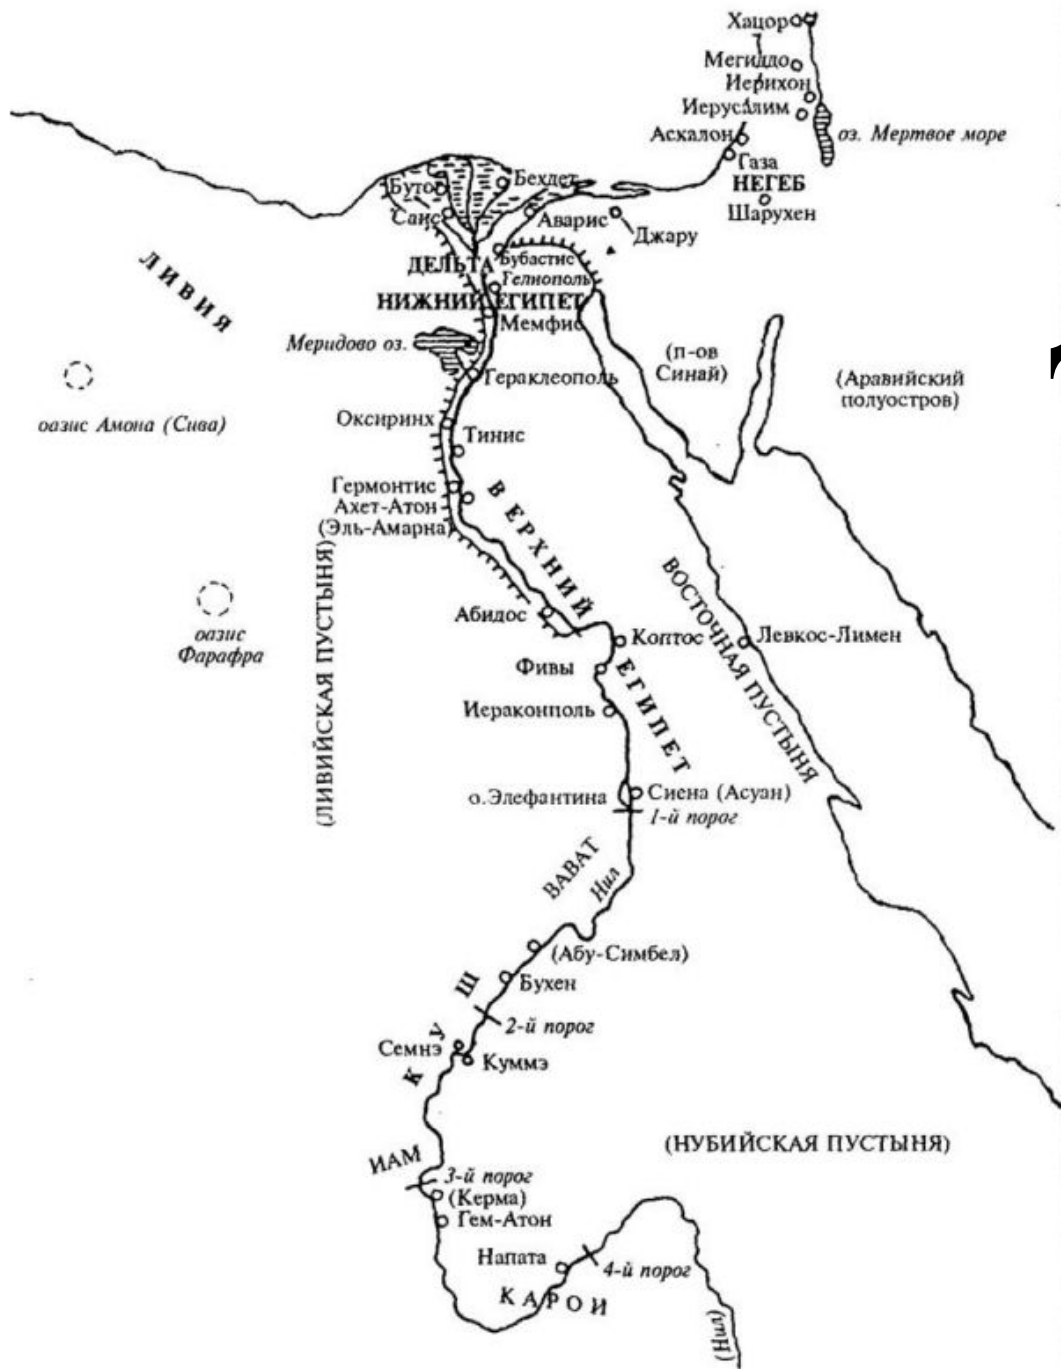 Хацор
Мегиддо
Иерихон
Иерусалим
оз. Мертвое море
Аскалон
Газа
НЕГЕБ
Шарухен
Буто
Бехдет
Саис
Аварис
Джару
ЛИВИЯ
ДЕЛЬТА
Бубастис
Гелиополь
НИЖНИЙ ЕГИПЕТ
Мемфис
Меридово оз.
(п-ов
Синай)
(Аравийский
полуостров)
Гераклеополь
оазис Амона (Сива)
Оксиринх
Тинис
Гермонтис
Ахет-Атон
(Эль-Амарна)
ВЕРХНИЙ
ЕГИПЕТ
(ЛИВИЙСКАЯ ПУСТЫНЯ)
ВОСТОЧНАЯ ПУСТЫНЯ
оазис
Фарафра
Абидос
Коптос
Левкос-Лимен
Фивы
Иераконполь
о.Элефантина
Сиена (Асуан)
1-й порог
ВАВАТ
Нил
(Абу-Симбел)
Бухен
КУШ
2-й порог
Семнэ
Куммэ
(НУБИЙСКАЯ ПУСТЫНЯ)
ИАМ
3-й порог
(Керма)
Гем-Атон
Напата
4-й порог
КАРОИ
(Нил)